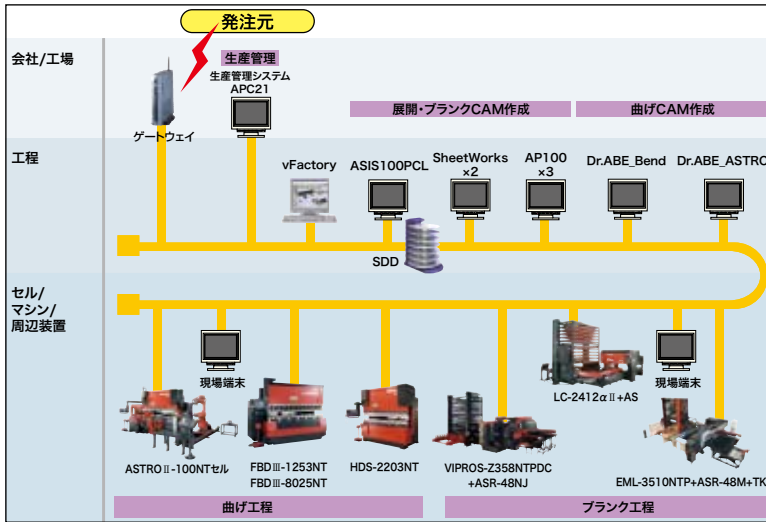 発注元
会社/工場
生産管理
生産管理システム
APC21
ゲートウェイ
展開・ブランクCAM作成
曲げCAM作成
工程
vFactory
ASIS100PCL
SheetWorks
×2
AP100
×3
Dr.ABE_Bend
Dr.ABE_ASTRO
SDD
セル/
マシン/
周辺装置
現場端末
LC-2412αⅡ+AS
現場端末
ASTROⅡ-100NTセル
FBDⅢ-1253NT
FBDⅢ-8025NT
HDS-2203NT
VIPROS-Z358NTPDC
+ASR-48NJ
EML-3510NTP+ASR-48M+TK
曲げ工程
ブランク工程